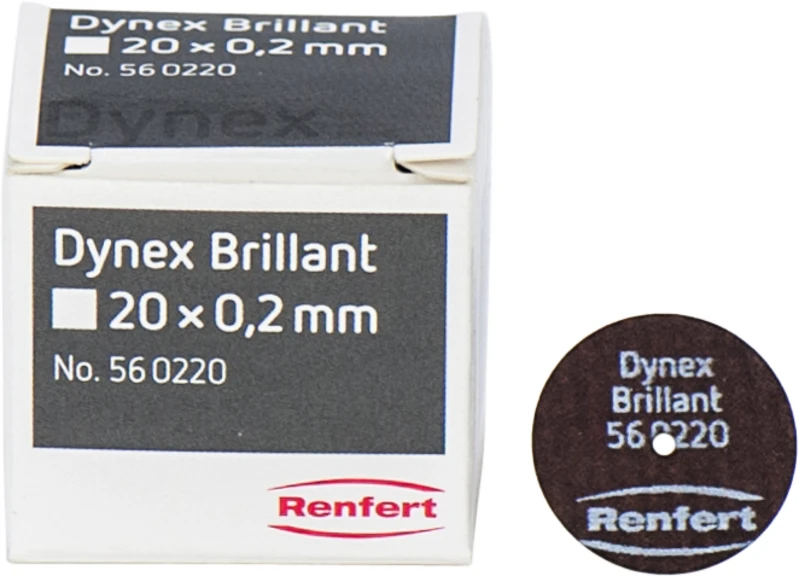 Dynex Brillant
20 x 0,2 mm
No. 56 0220
Dynex
Dynex Brillant
20 x 0,2 mm
No. 56 0220
Renfert
Dynex
Brillant
56 0220
Renfert